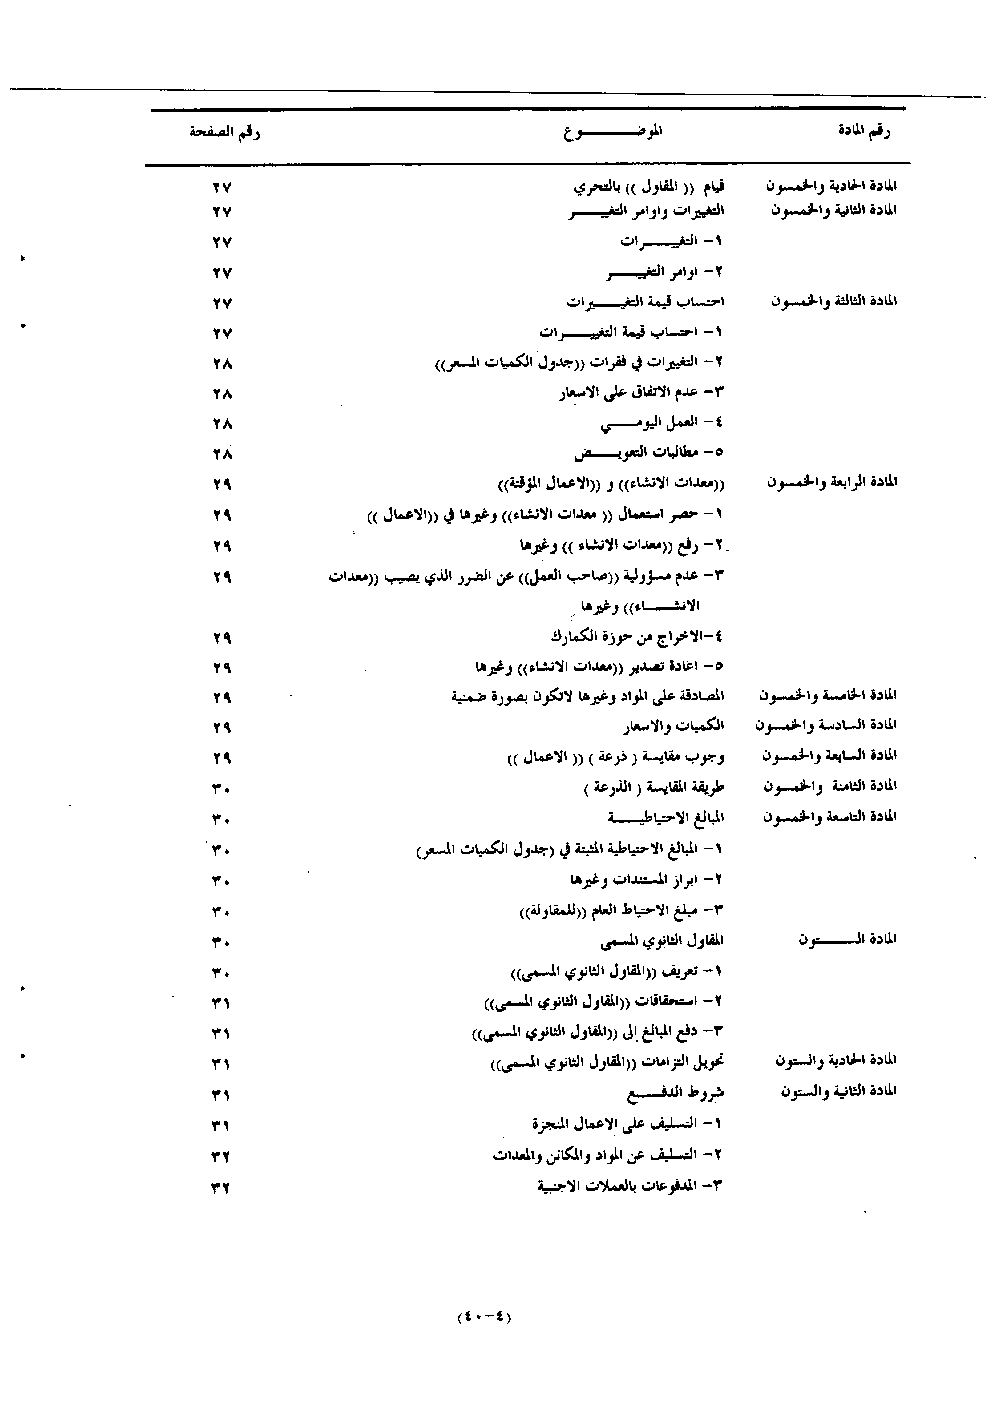 رقم المادة الموضـــــــــوع رقم الصفحة
المادة الحادية والخمسون قيام (( المقاول )) بالتحري ٢٧
المادة الثانية والخمسون التغييرات واوامر التغيـــــر ٢٧
١– التغيـــــرات ٢٧
٢– اوامر التغيـــــر ٢٧
المادة الثالثة والخمسون احتساب قيمة التغيـــــيرات ٢٧
١– احتساب قيمة التغييـــــرات ٢٧
٢– التغييرات في فقرات ((جدول الكميات المسعر)) ٢٨
٣– عدم الاتفاق على الاسعار ٢٨
٤– العمل اليومـــــي ٢٨
٥– مطالبات التعويـــــض ٢٨
المادة الرابعة والخمسون ((معدات الانشاء)) و ((الاعمال المؤقتة)) ٢٩
١– حصر استعمال (( معدات الانشاء)) وغيرها في ((الاعمال )) ٢٩
٢– رفع ((معدات الانشاء )) وغيرها ٢٩
٣– عدم مسؤولية ((صاحب العمل)) عن الضرر الذي يصيب ((معدات ٢٩
الانشـــــاء)) وغيرها
٤–الاخراج من حوزة الكمارك ٢٩
٥– اعادة تصدير ((معدات الانشاء)) وغيرها ٢٩
المادة الخامسة والخمسون المصادقة على المواد وغيرها لاتكون بصورة ضمنية ٢٩
المادة السادسة والخمسون الكميات والاسعار ٢٩
المادة السابعة والخمسون وجوب مقايسة ( ذرعة ) (( الاعمال )) ٢٩
المادة الثامنة والخمسون طريقة المقايسة ( الذرعة ) ٣٠
المادة التاسعة والخمسون المبالغ الاحتياطيـــــة ٣٠
١– المبالغ الاحتياطية المثبتة في (جدول الكميات المسعر) ٣٠
٢– ابراز المستندات وغيرها ٣٠
٣– مبلغ الاحتياط العام ((للمقاولة)) ٣٠
المادة الـــــستون المقاول الثانوي المسمى ٣٠
١– تعريف ((المقاول الثانوي المسمى)) ٣٠
٢– استحقاقات ((المقاول الثانوي المسمى)) ٣١
٣– دفع المبالغ إلى ((المقاول الثانوي المسمى)) ٣١
المادة الحادية والستون تحويل التزامات ((المقاول الثانوي المسمى)) ٣١
المادة الثانية والستون شروط الدفـــــع ٣١
١– التسليف على الاعمال المنجزة ٣١
٢– التسليف عن المواد والمكائن والمعدات ٣٢
٣– المدفوعات بالعملات الاجنبية ٣٢
(٤–٤٠)